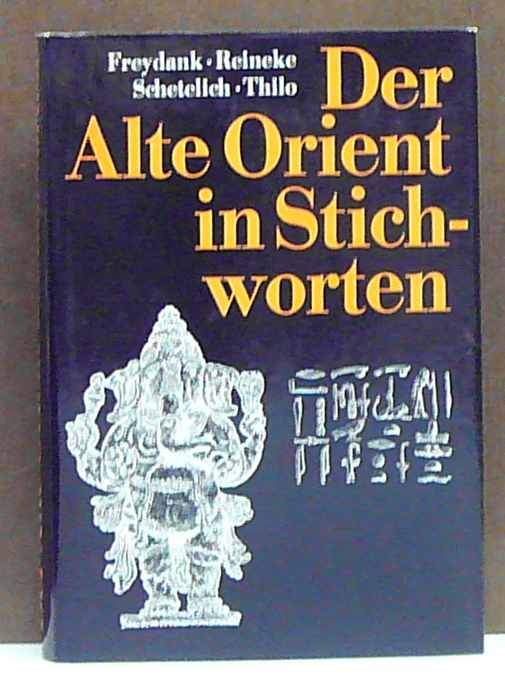 Freydank · Reineke
Schetelich · Thilo
Der
Alte Orient
in Stich-
worten